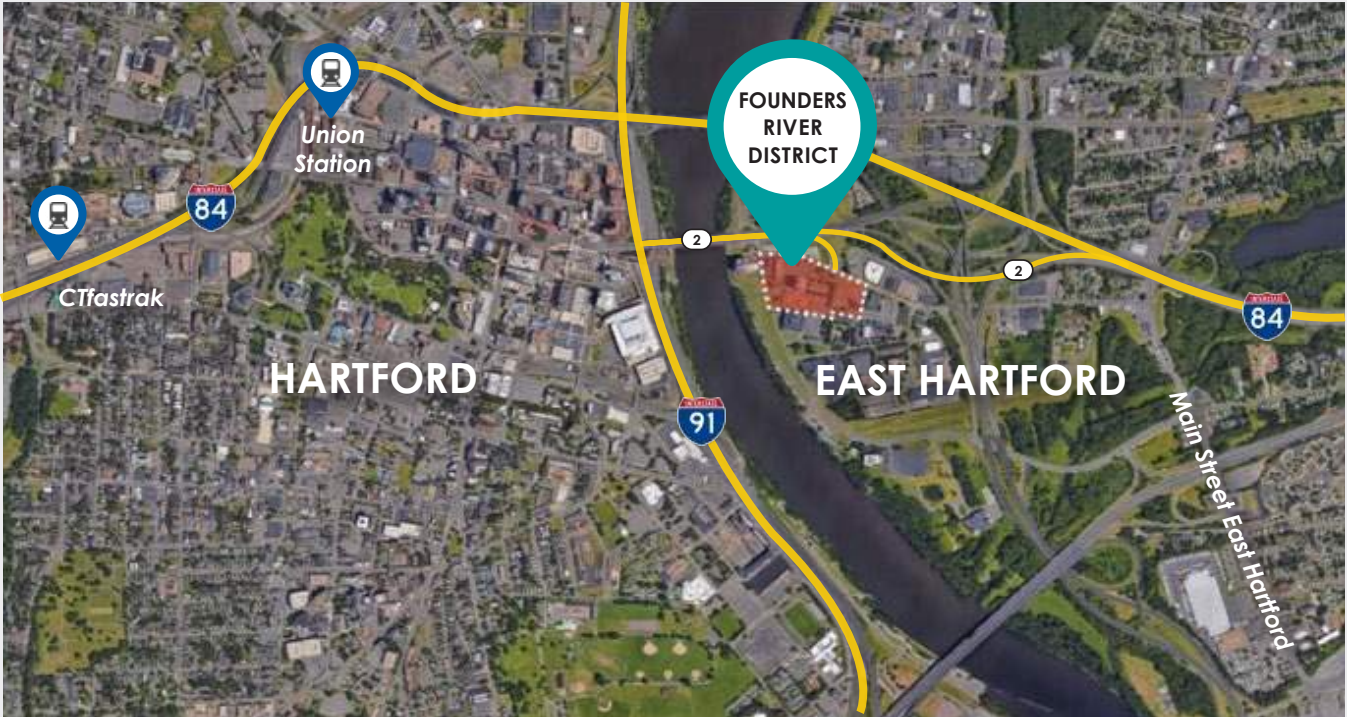 FOUNDERS
RIVER
DISTRICT
Union
Station
INTERSTATE
84
2
2
CTfastrak
INTERSTATE
84
HARTFORD
EAST HARTFORD
INTERSTATE
91
Main Street East Hartford